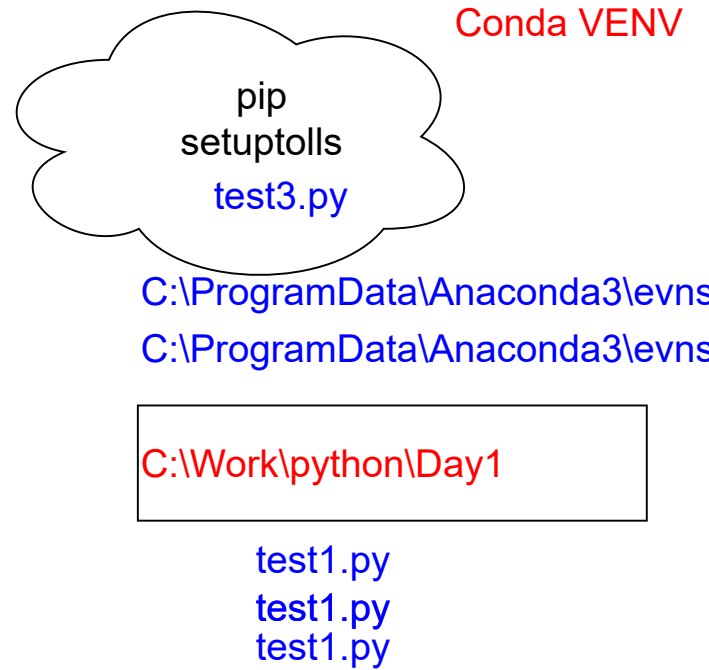 Conda VENV
pip
setuptolls
test3.py
C:\ProgramData\Anaconda3\evns
C:\ProgramData\Anaconda3\evns
C:\Work\python\Day1
test1.py
test1.py
test1.py